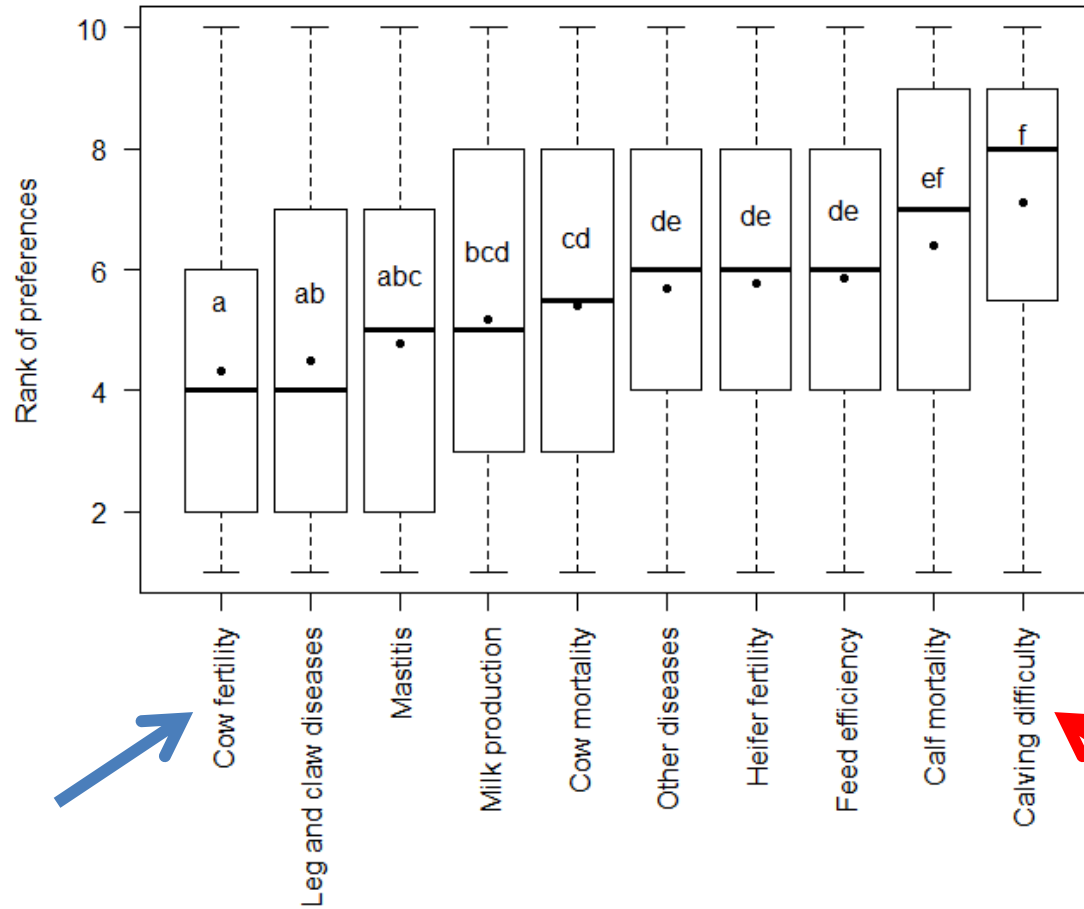 Rank of preferences
10
8
6
4
2
a
ab
abc
bcd
cd
de
de
de
ef
f
Cow fertility
Leg and claw diseases
Mastitis
Milk production
Cow mortality
Other diseases
Heifer fertility
Feed efficiency
Calf mortality
Calving difficulty